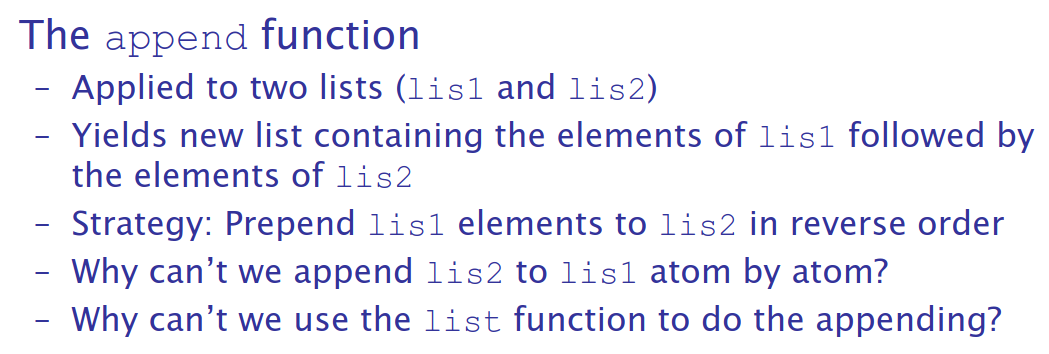 The append function
– Applied to two lists (lis1 and lis2)
– Yields new list containing the elements of lis1 followed by
the elements of lis2
– Strategy: Prepend lis1 elements to lis2 in reverse order
– Why can’t we append lis2 to lis1 atom by atom?
– Why can’t we use the list function to do the appending?